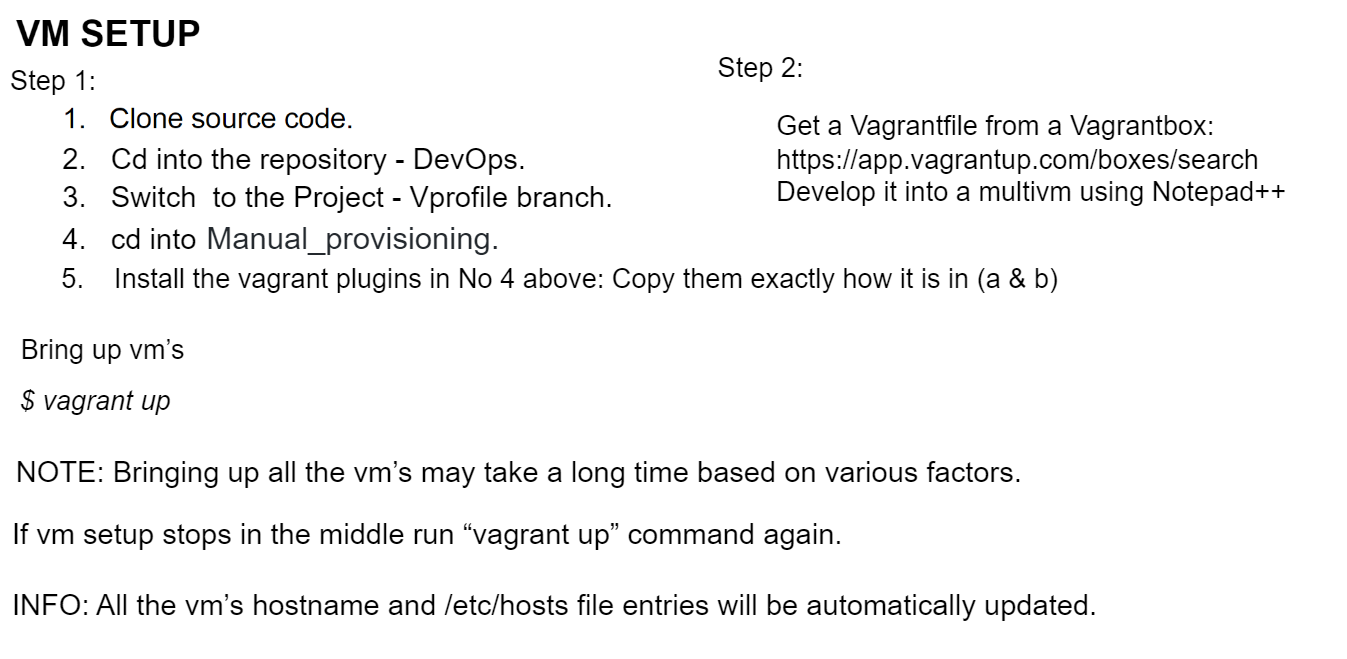 VM SETUP
Step 1:
1. Clone source code.
2. Cd into the repository - DevOps.
3. Switch to the Project - Vprofile branch.
4. cd into Manual_provisioning.
5. Install the vagrant plugins in No 4 above: Copy them exactly how it is in (a & b)
Step 2:
Get a Vagrantfile from a Vagrantbox:
https://app.vagrantup.com/boxes/search
Develop it into a multivm using Notepad++
Bring up vm’s
$ vagrant up
NOTE: Bringing up all the vm’s may take a long time based on various factors.
If vm setup stops in the middle run “vagrant up” command again.
INFO: All the vm’s hostname and /etc/hosts file entries will be automatically updated.